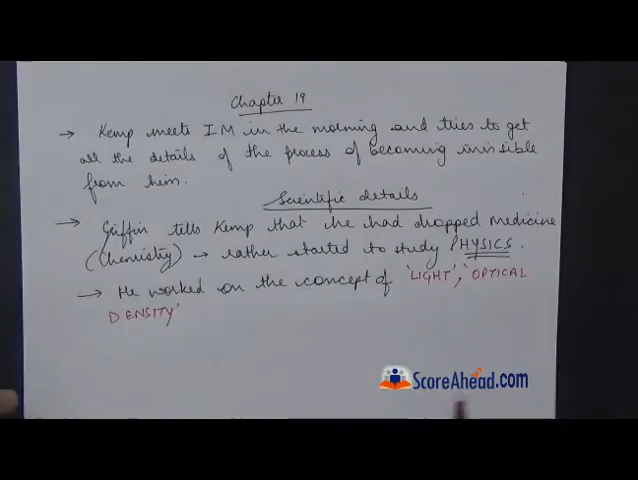 Chapter 19
→ Kemp meets I M in the morning and tries to get
all the details of the process of becoming invisible
from him.
Scientific details
→ Griffin tells Kemp that he had dropped medicine
(Chemistry) → rather started to study PHYSICS.
→ He worked on the concept of 'LIGHT', 'OPTICAL
DENSITY'
ScoreAhead.com